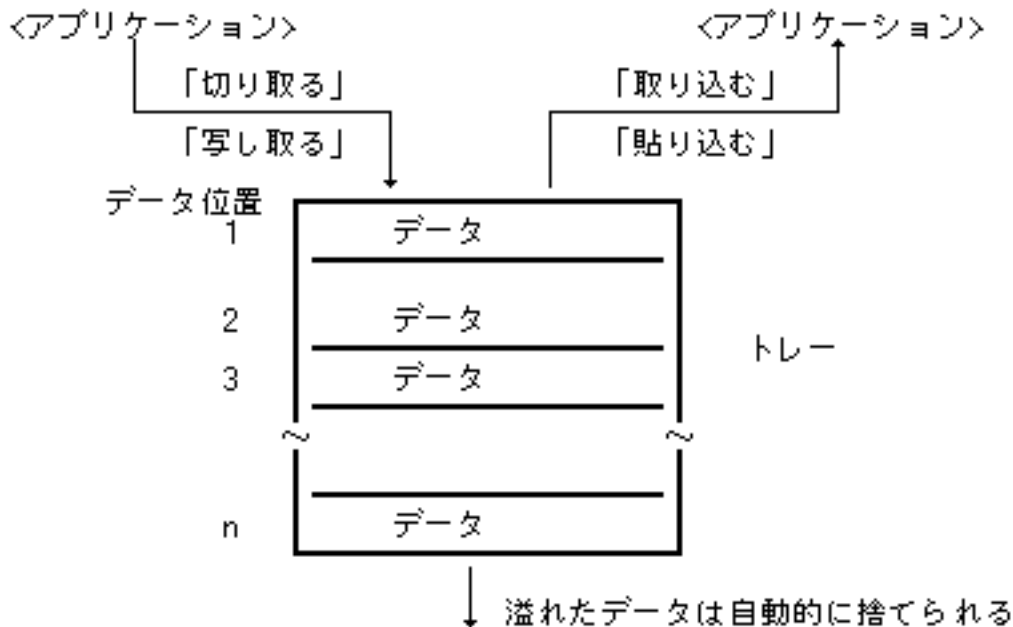 <アプリケーション> <アプリケーション>
「切り取る」 「取り込む」
「写し取る」 「貼り込む」
データ位置
1 データ
2 データ
トレー
3 データ
~ ~
n データ
溢れたデータは自動的に捨てられる